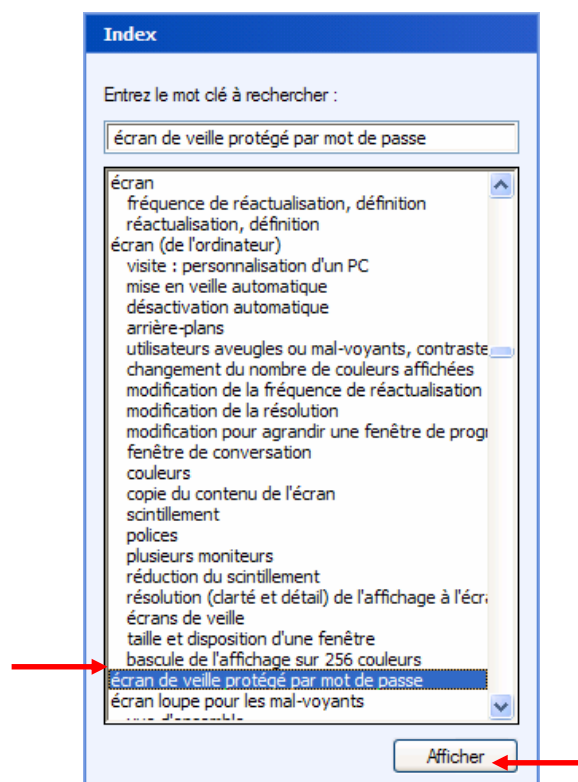 Index
Entrez le mot clé à rechercher :
écran de veille protégé par mot de passe
écran
fréquence de réactualisation, définition
réactualisation, définition
écran (de l'ordinateur)
visite : personnalisation d'un PC
mise en veille automatique
désactivation automatique
arrière-plans
utilisateurs aveugles ou mal-voyants, contraste
changement du nombre de couleurs affichées
modification de la fréquence de réactualisation
modification de la résolution
modification pour agrandir une fenêtre de progr
fenêtre de conversation
couleurs
copie du contenu de l'écran
scintillement
polices
plusieurs moniteurs
réduction du scintillement
résolution (clarté et détail) de l'affichage à l'écra
écrans de veille
taille et disposition d'une fenêtre
bascule de l'affichage sur 256 couleurs
écran de veille protégé par mot de passe
écran loupe pour les mal-voyants
Afficher